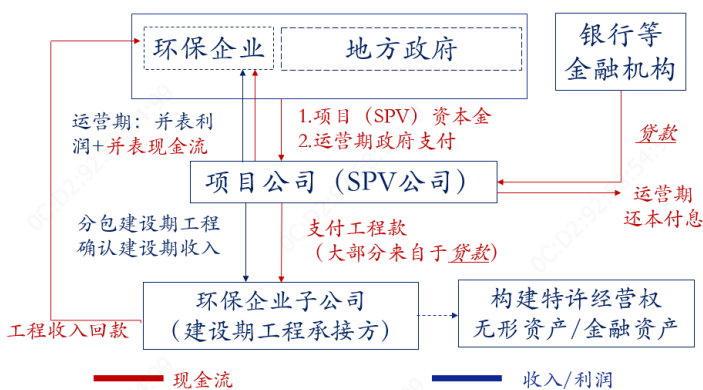 环保企业
地方政府
银行等
金融机构
运营期：并表利
润+并表现金流
1.项目（SPV）资本金
2.运营期政府支付
贷款
项目公司（SPV公司）
运营期
还本付息
分包建设期工程
确认建设期收入
支付工程款
（大部分来自于贷款）
环保企业子公司
（建设期工程承接方）
构建特许经营权
无形资产/金融资产
工程收入回款
现金流
收入/利润